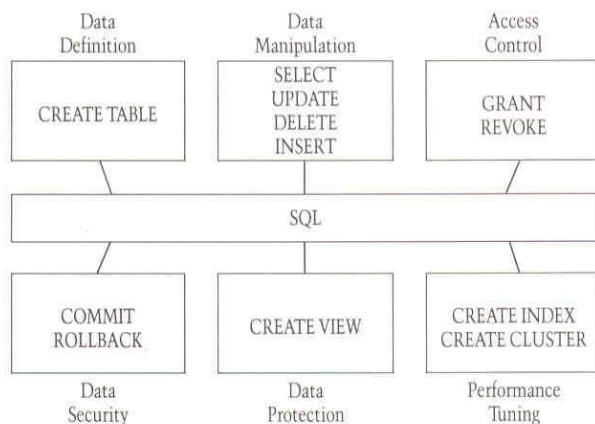 Data
Definition
Data
Manipulation
Access
Control
CREATE TABLE
SELECT
UPDATE
DELETE
INSERT
GRANT
REVOKE
SQL
COMMIT
ROLLBACK
CREATE VIEW
CREATE INDEX
CREATE CLUSTER
Data
Security
Data
Protection
Performance
Tuning